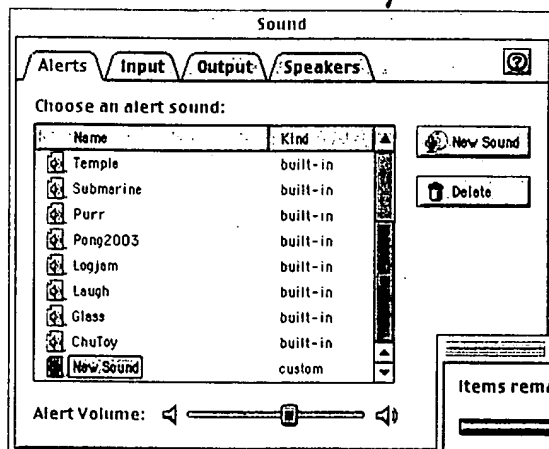 Sound
Alerts Input Output Speakers
Choose an alert sound:
Name Kind
New Sound
Temple built-in
Submarine built-in
Delete
Purr built-in
Pong2003 built-in
Logjam built-in
Laugh built-in
Glass built-in
ChuToy built-in
New Sound custom
Items rema
Alert Volume: